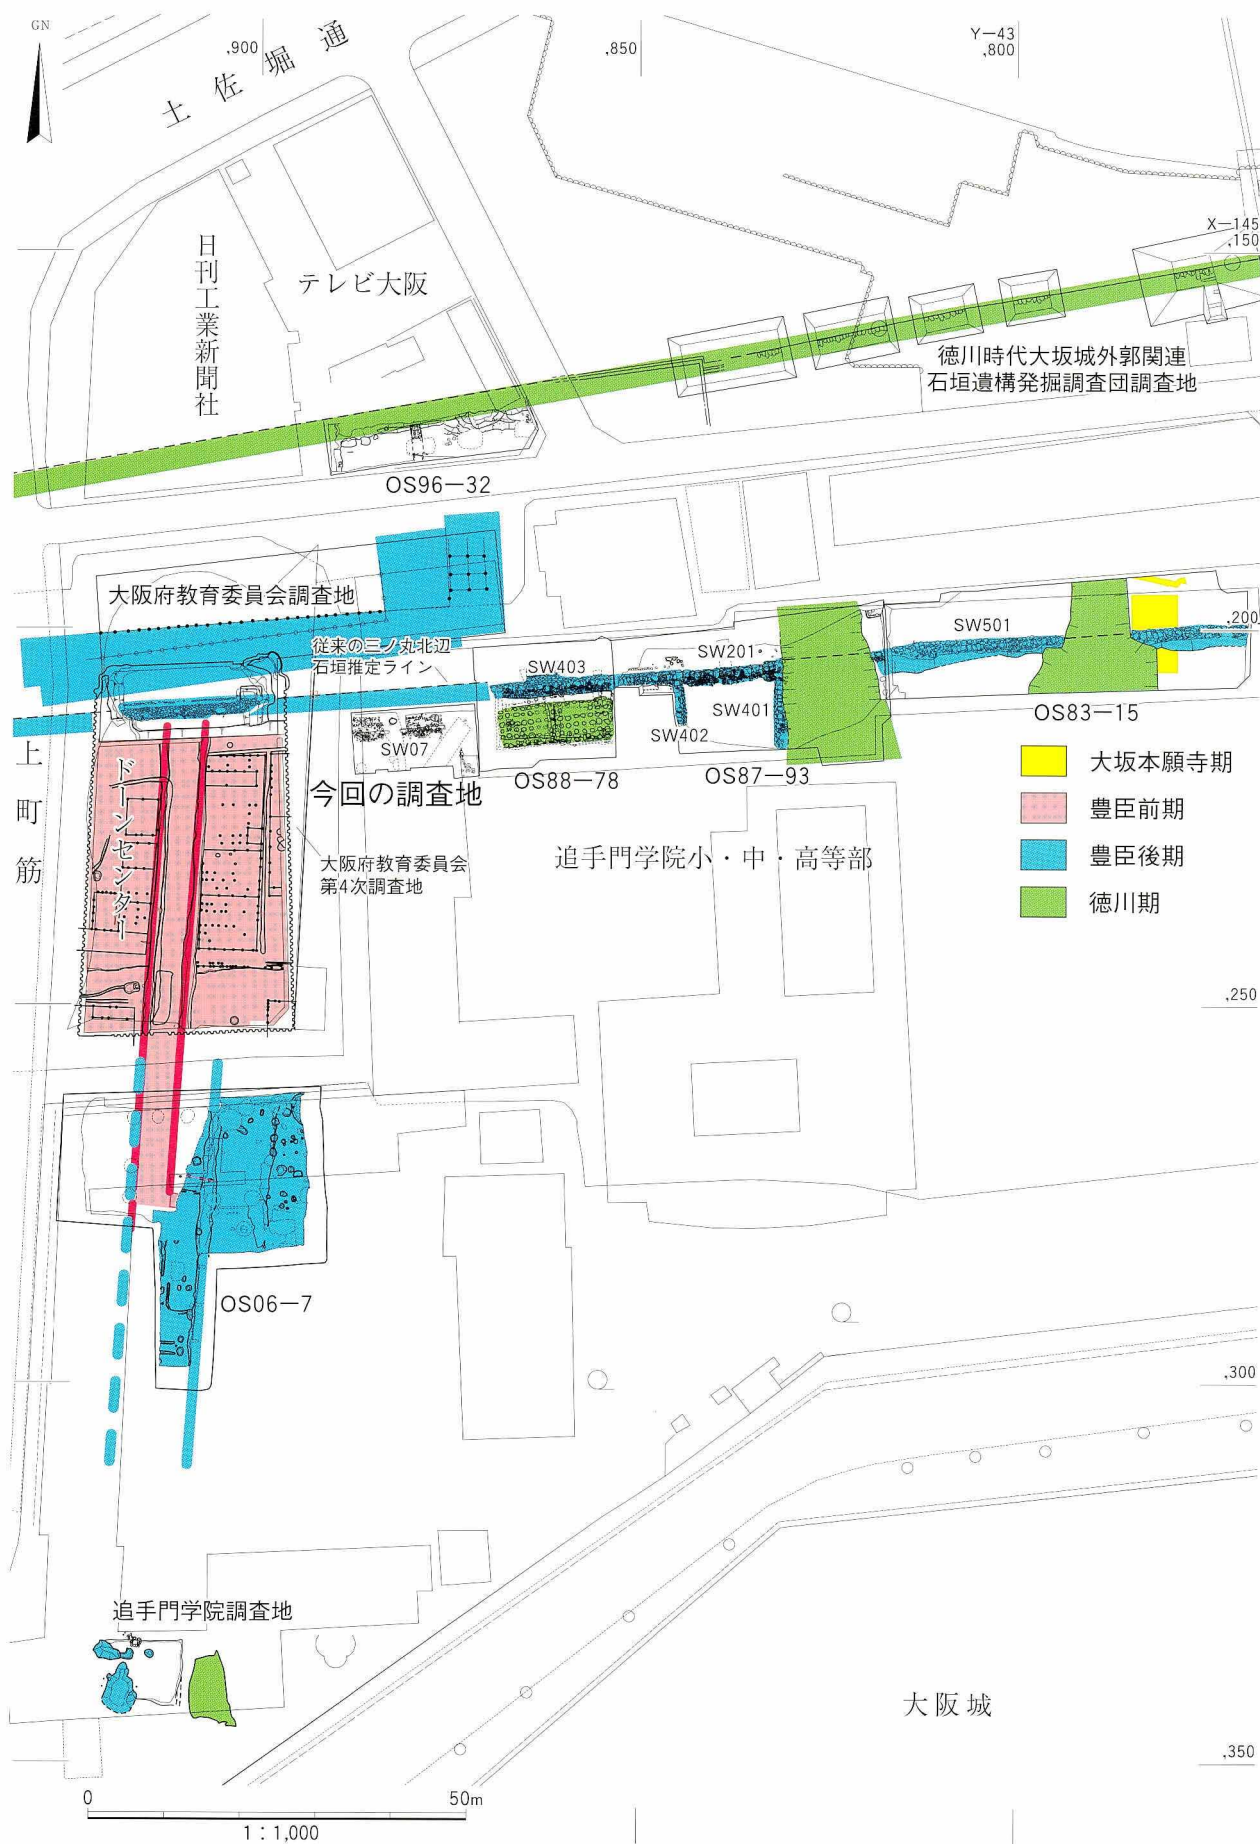 GN
,900
,850
Y−43
,800
土佐堀通
X−145
,150
日刊工業新聞社
テレビ大阪
徳川時代大坂城外郭関連
石垣遺構発掘調査団調査地
OS96−32
大阪府教育委員会調査地
従来の三ノ丸北辺
石垣推定ライン
SW403
SW201
SW501
,200
SW07
SW402
SW401
OS83−15
OS88−78
OS87−93
今回の調査地
上町筋
ドーンセンター
大阪府教育委員会
第4次調査地
追手門学院小・中・高等部
大坂本願寺期
豊臣前期
豊臣後期
徳川期
,250
OS06−7
,300
追手門学院調査地
大阪城
,350
0
50m
1：1,000